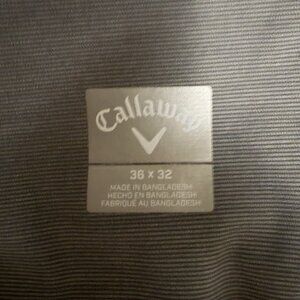 Callaway
36 x 32
MADE IN BANGLADESH
HECHO EN BANGLADESH
FABRIQUÉ AU BANGLADESH